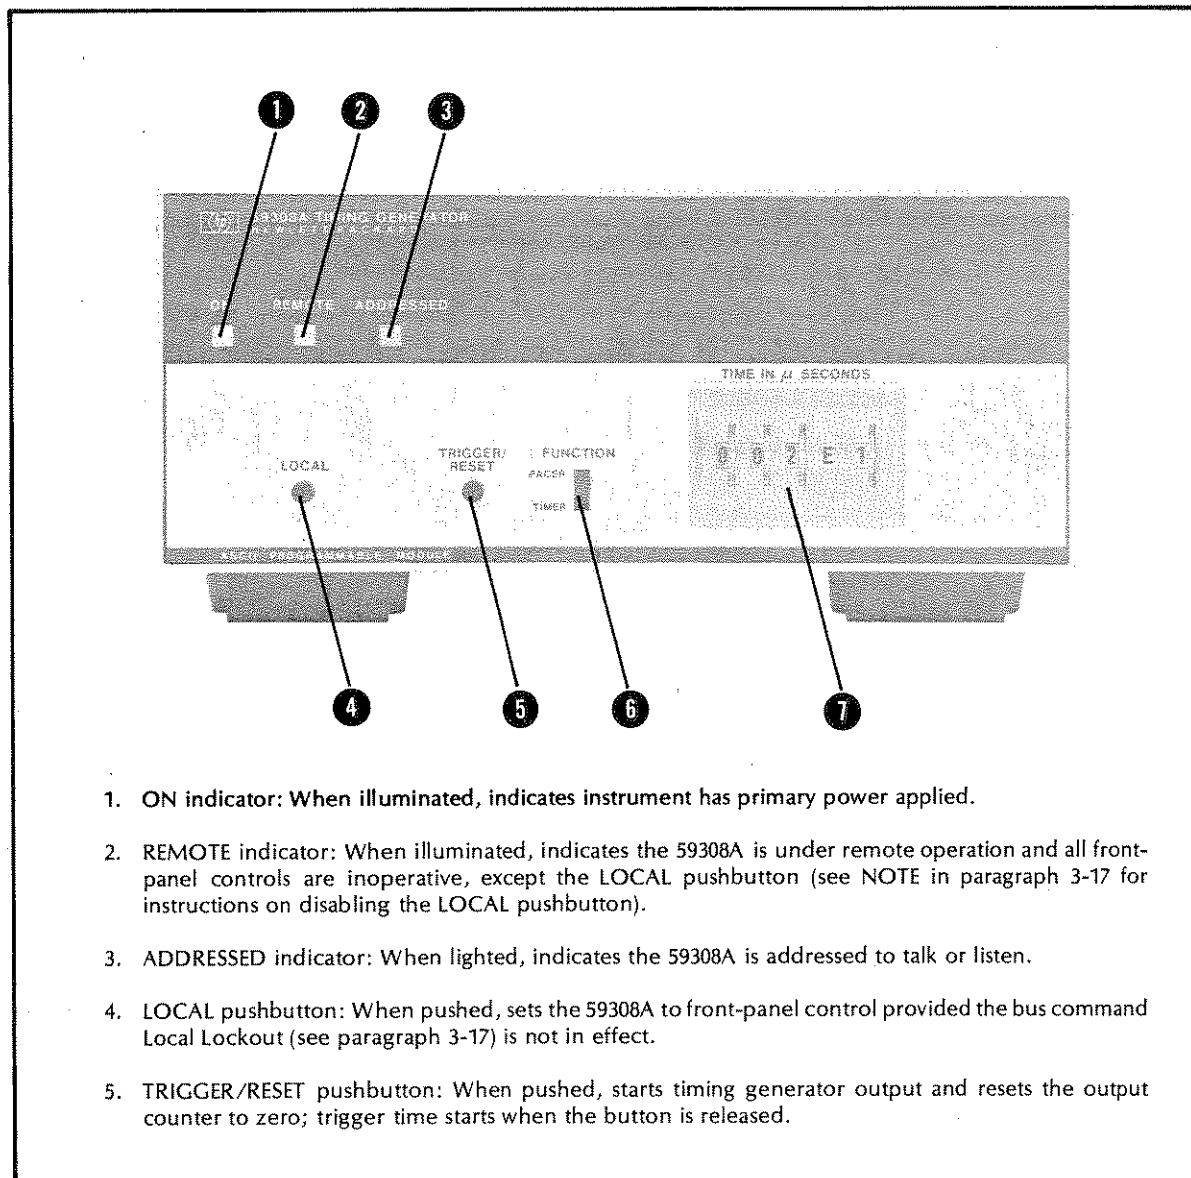 1 2 3
59308A TIMING GENERATOR
HEWLETT-PACKARD
ON REMOTE ADDRESSED
TIME IN μ SECONDS
LOCAL
TRIGGER/
RESET
FUNCTION
PACER
TIMER
0 0 2 E 1
ASCII PROGRAMMABLE MODULE
4 5 6 7
1. ON indicator: When illuminated, indicates instrument has primary power applied.
2. REMOTE indicator: When illuminated, indicates the 59308A is under remote operation and all front-
panel controls are inoperative, except the LOCAL pushbutton (see NOTE in paragraph 3-17 for
instructions on disabling the LOCAL pushbutton).
3. ADDRESSED indicator: When lighted, indicates the 59308A is addressed to talk or listen.
4. LOCAL pushbutton: When pushed, sets the 59308A to front-panel control provided the bus command
Local Lockout (see paragraph 3-17) is not in effect.
5. TRIGGER/RESET pushbutton: When pushed, starts timing generator output and resets the output
counter to zero; trigger time starts when the button is released.